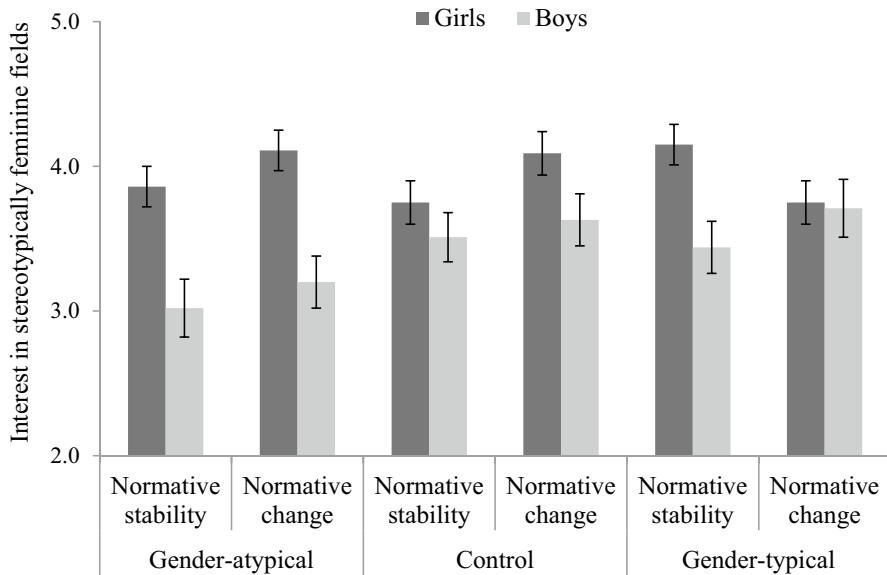 Girls Boys
Interest in stereotypically feminine fields
5.0
4.0
3.0
2.0
Normative stability
Normative change
Normative stability
Normative change
Normative stability
Normative change
Gender-atypical
Control
Gender-typical